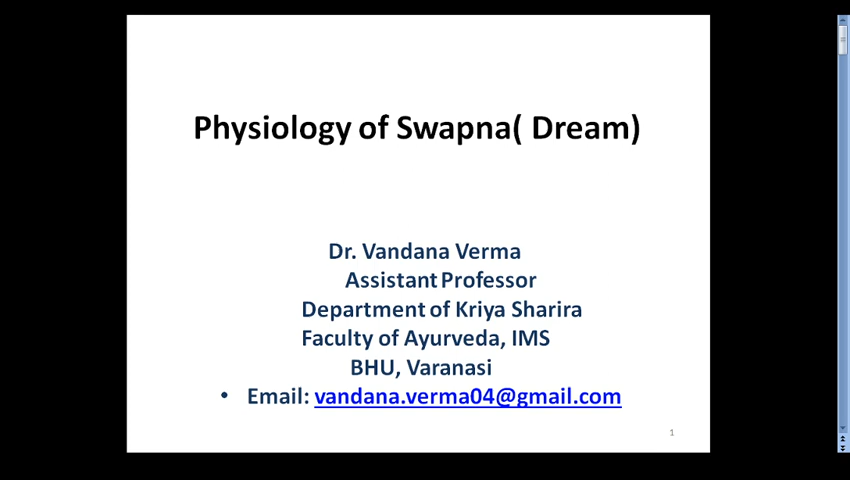 Physiology of Swapna( Dream)
Dr. Vandana Verma
Assistant Professor
Department of Kriya Sharira
Faculty of Ayurveda, IMS
BHU, Varanasi
• Email: vandana.verma04@gmail.com
1